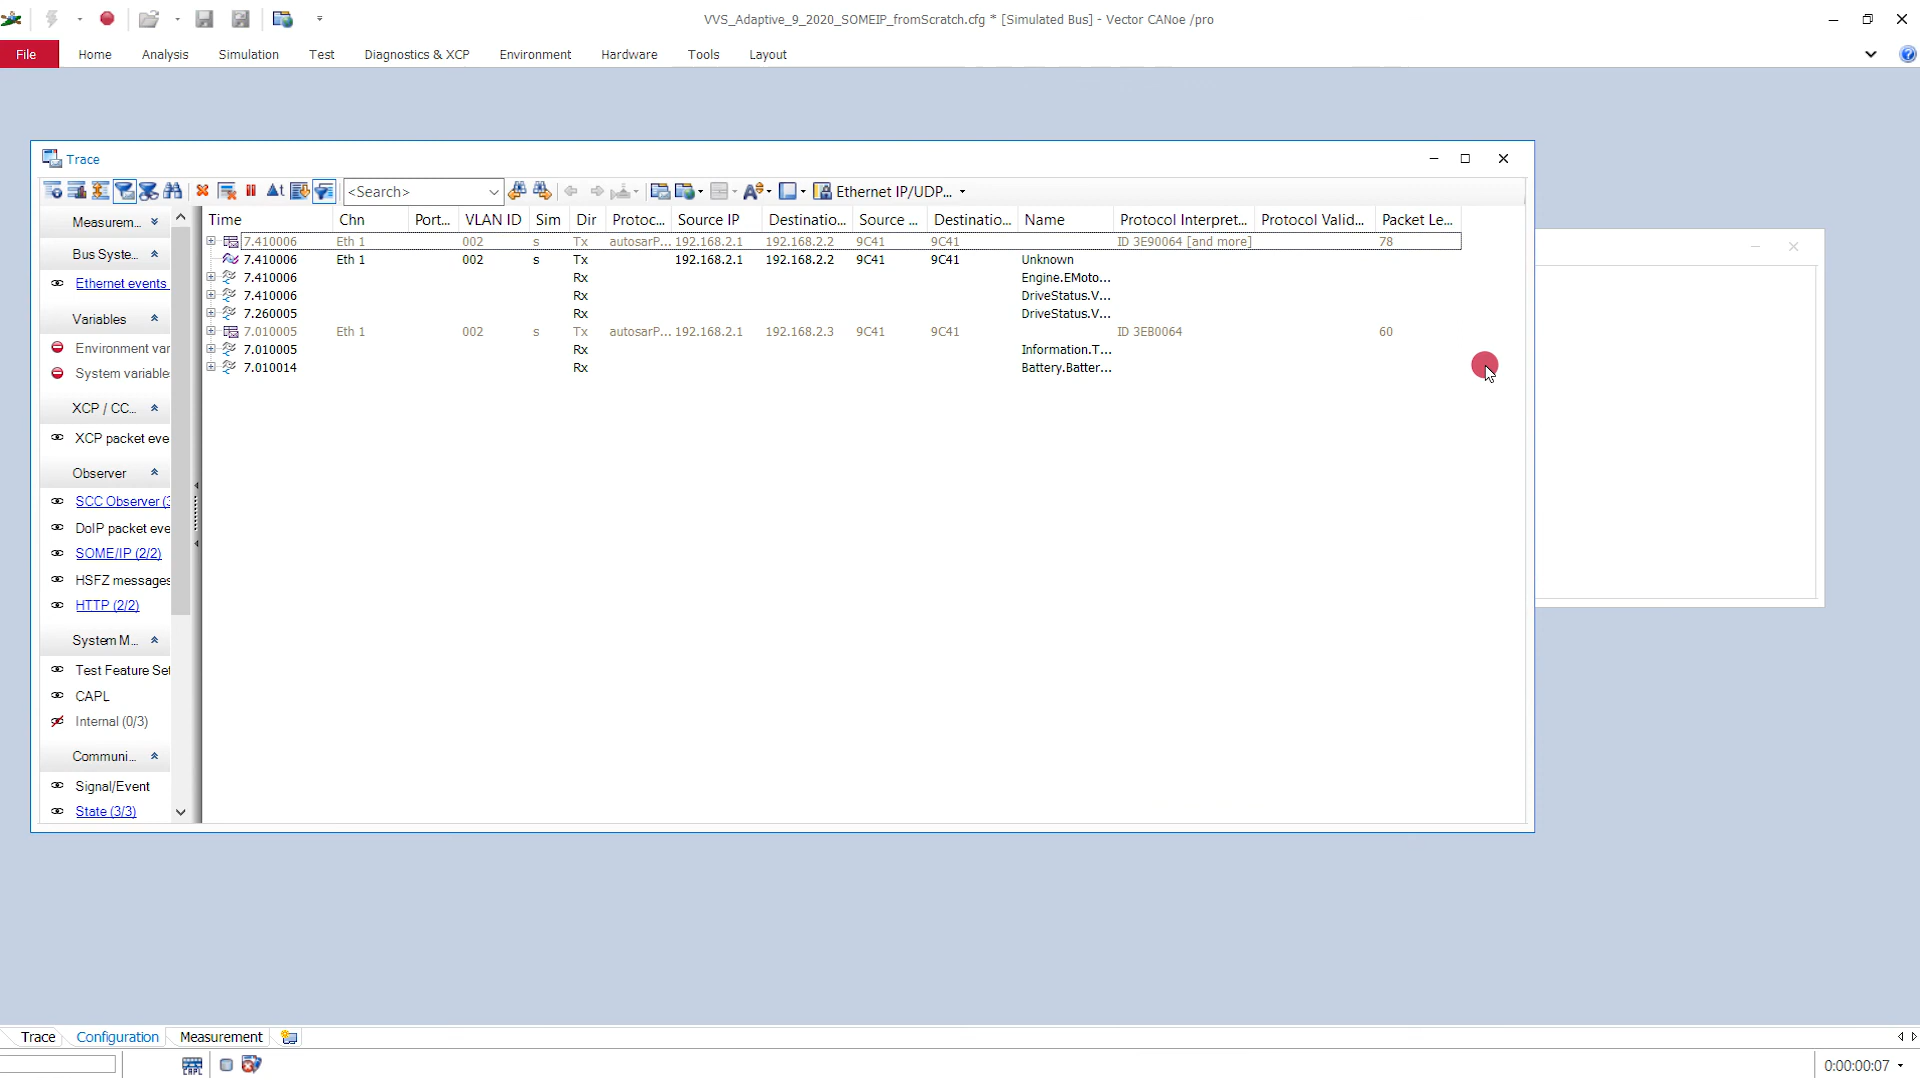 VVS_Adaptive_9_2020_SOMEIP_fromScratch.cfg * [Simulated Bus] - Vector CANoe /pro
File Home Analysis Simulation Test Diagnostics & XCP Environment Hardware Tools Layout
Trace
<Search> Ethernet IP/UDP...
Time Chn Port... VLAN ID Sim Dir Protoc... Source IP Destinatio... Source ... Destinatio... Name Protocol Interpret... Protocol Valid... Packet Le...
7.410006 Eth 1 002 s Tx autosarP... 192.168.2.1 192.168.2.2 9C41 9C41 ID 3E90064 [and more] 78
7.410006 Eth 1 002 s Tx 192.168.2.1 192.168.2.2 9C41 9C41 Unknown
7.410006 Rx Engine.EMoto...
7.410006 Rx DriveStatus.V...
7.260005 Rx DriveStatus.V...
7.010005 Eth 1 002 s Tx autosarP... 192.168.2.1 192.168.2.3 9C41 9C41 ID 3EB0064 60
7.010005 Rx Information.T...
7.010014 Rx Battery.Batter...
Measurem...
Bus Syste...
Ethernet events
Variables
Environment var
System variable
XCP / CC...
XCP packet eve
Observer
SCC Observer (3
DoIP packet eve
SOME/IP (2/2)
HSFZ messages
HTTP (2/2)
System M...
Test Feature Set
CAPL
Internal (0/3)
Communi...
Signal/Event
State (3/3)
Trace Configuration Measurement
CAPL
0:00:00:07